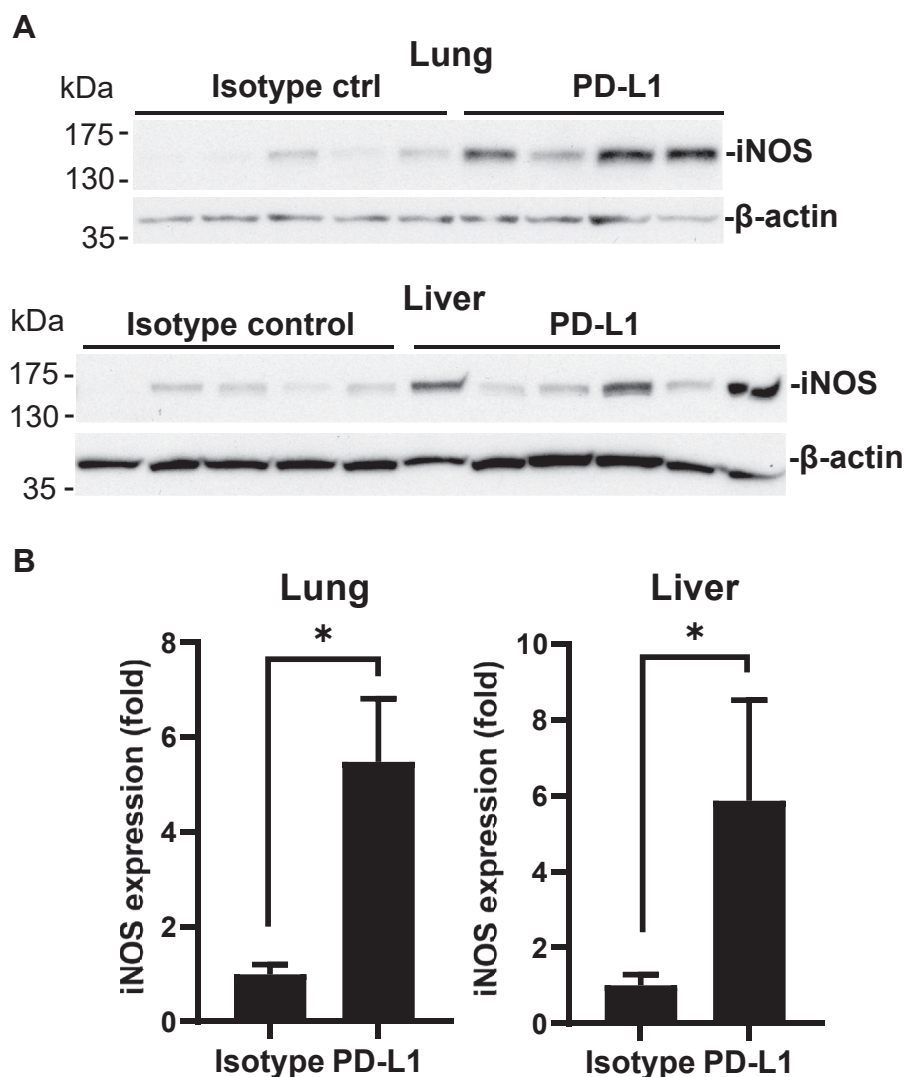 A
Lung
kDa Isotype ctrl PD-L1
175-
-iNOS
130-
-β-actin
35-
Liver
kDa Isotype control PD-L1
175-
-iNOS
130-
-β-actin
35-
B
Lung
*
iNOS expression (fold)
8
6
4
2
0
Isotype PD-L1
Liver
*
iNOS expression (fold)
10
8
6
4
2
0
Isotype PD-L1